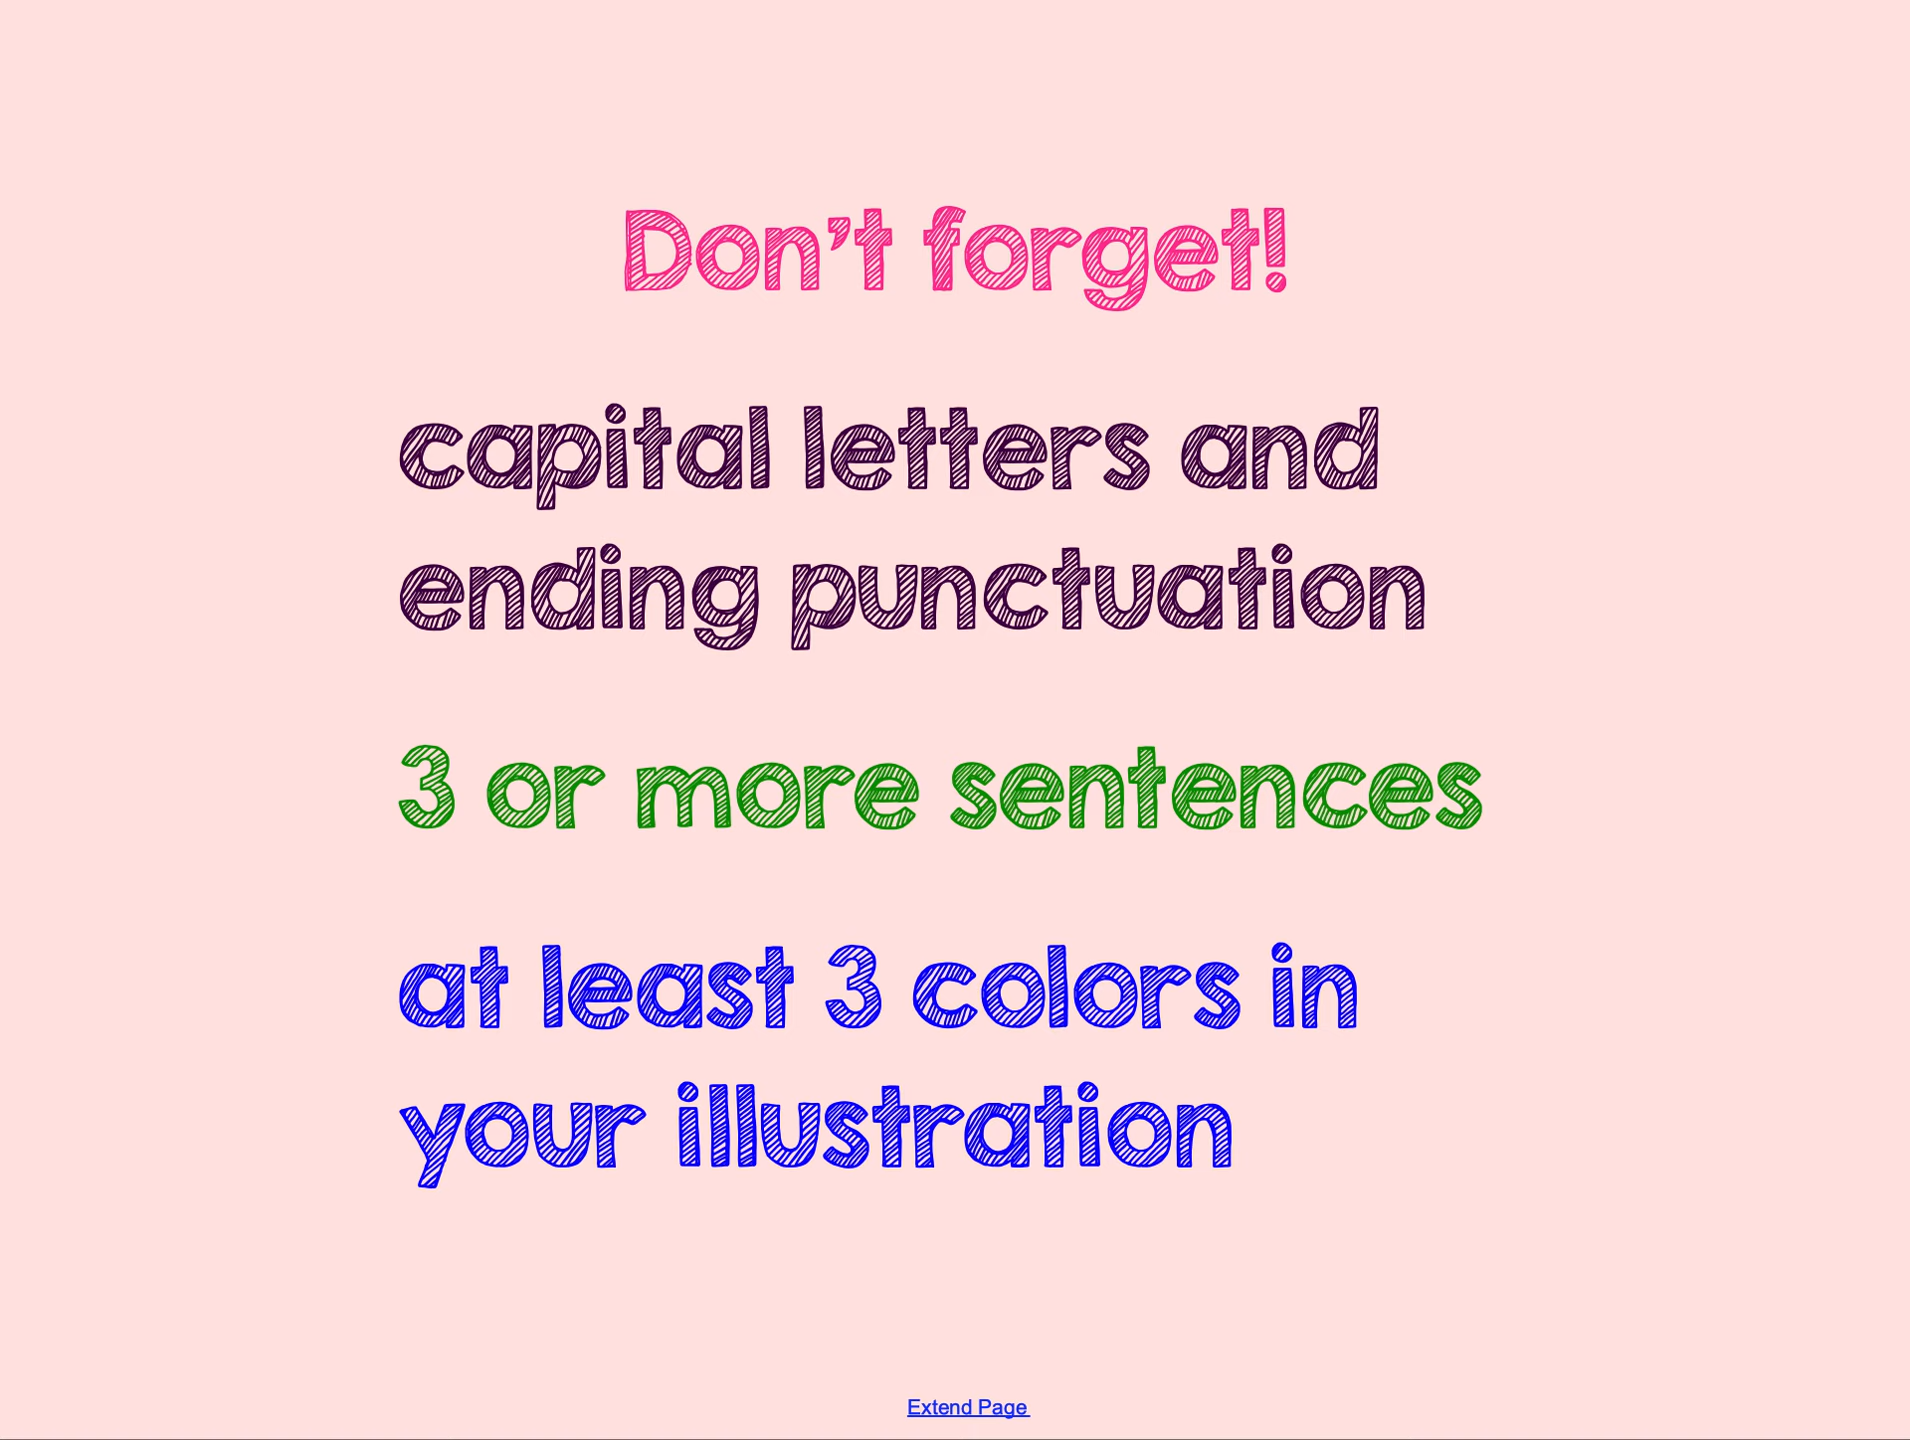 Don't forget!
capital letters and
ending punctuation
3 or more sentences
at least 3 colors in
your illustration
Extend Page